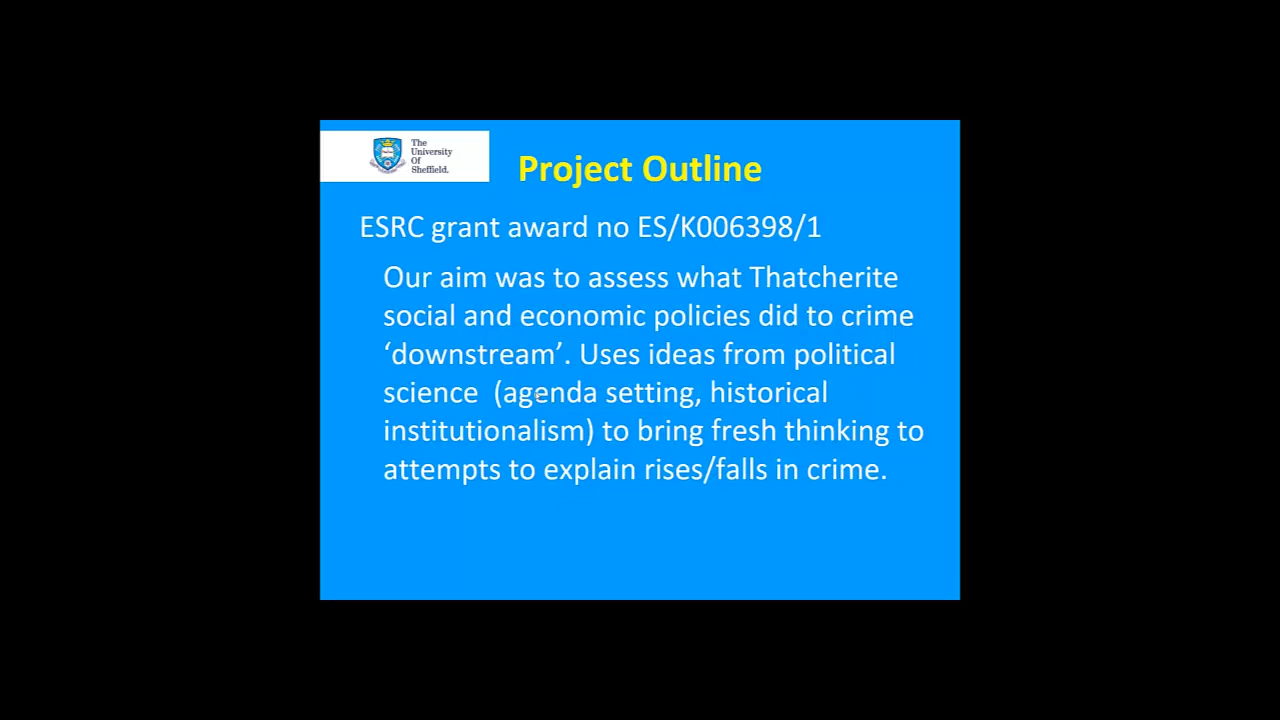 The
University
Of
Sheffield.
Project Outline
ESRC grant award no ES/K006398/1
Our aim was to assess what Thatcherite
social and economic policies did to crime
‘downstream’. Uses ideas from political
science  (agenda setting, historical
institutionalism) to bring fresh thinking to
attempts to explain rises/falls in crime.